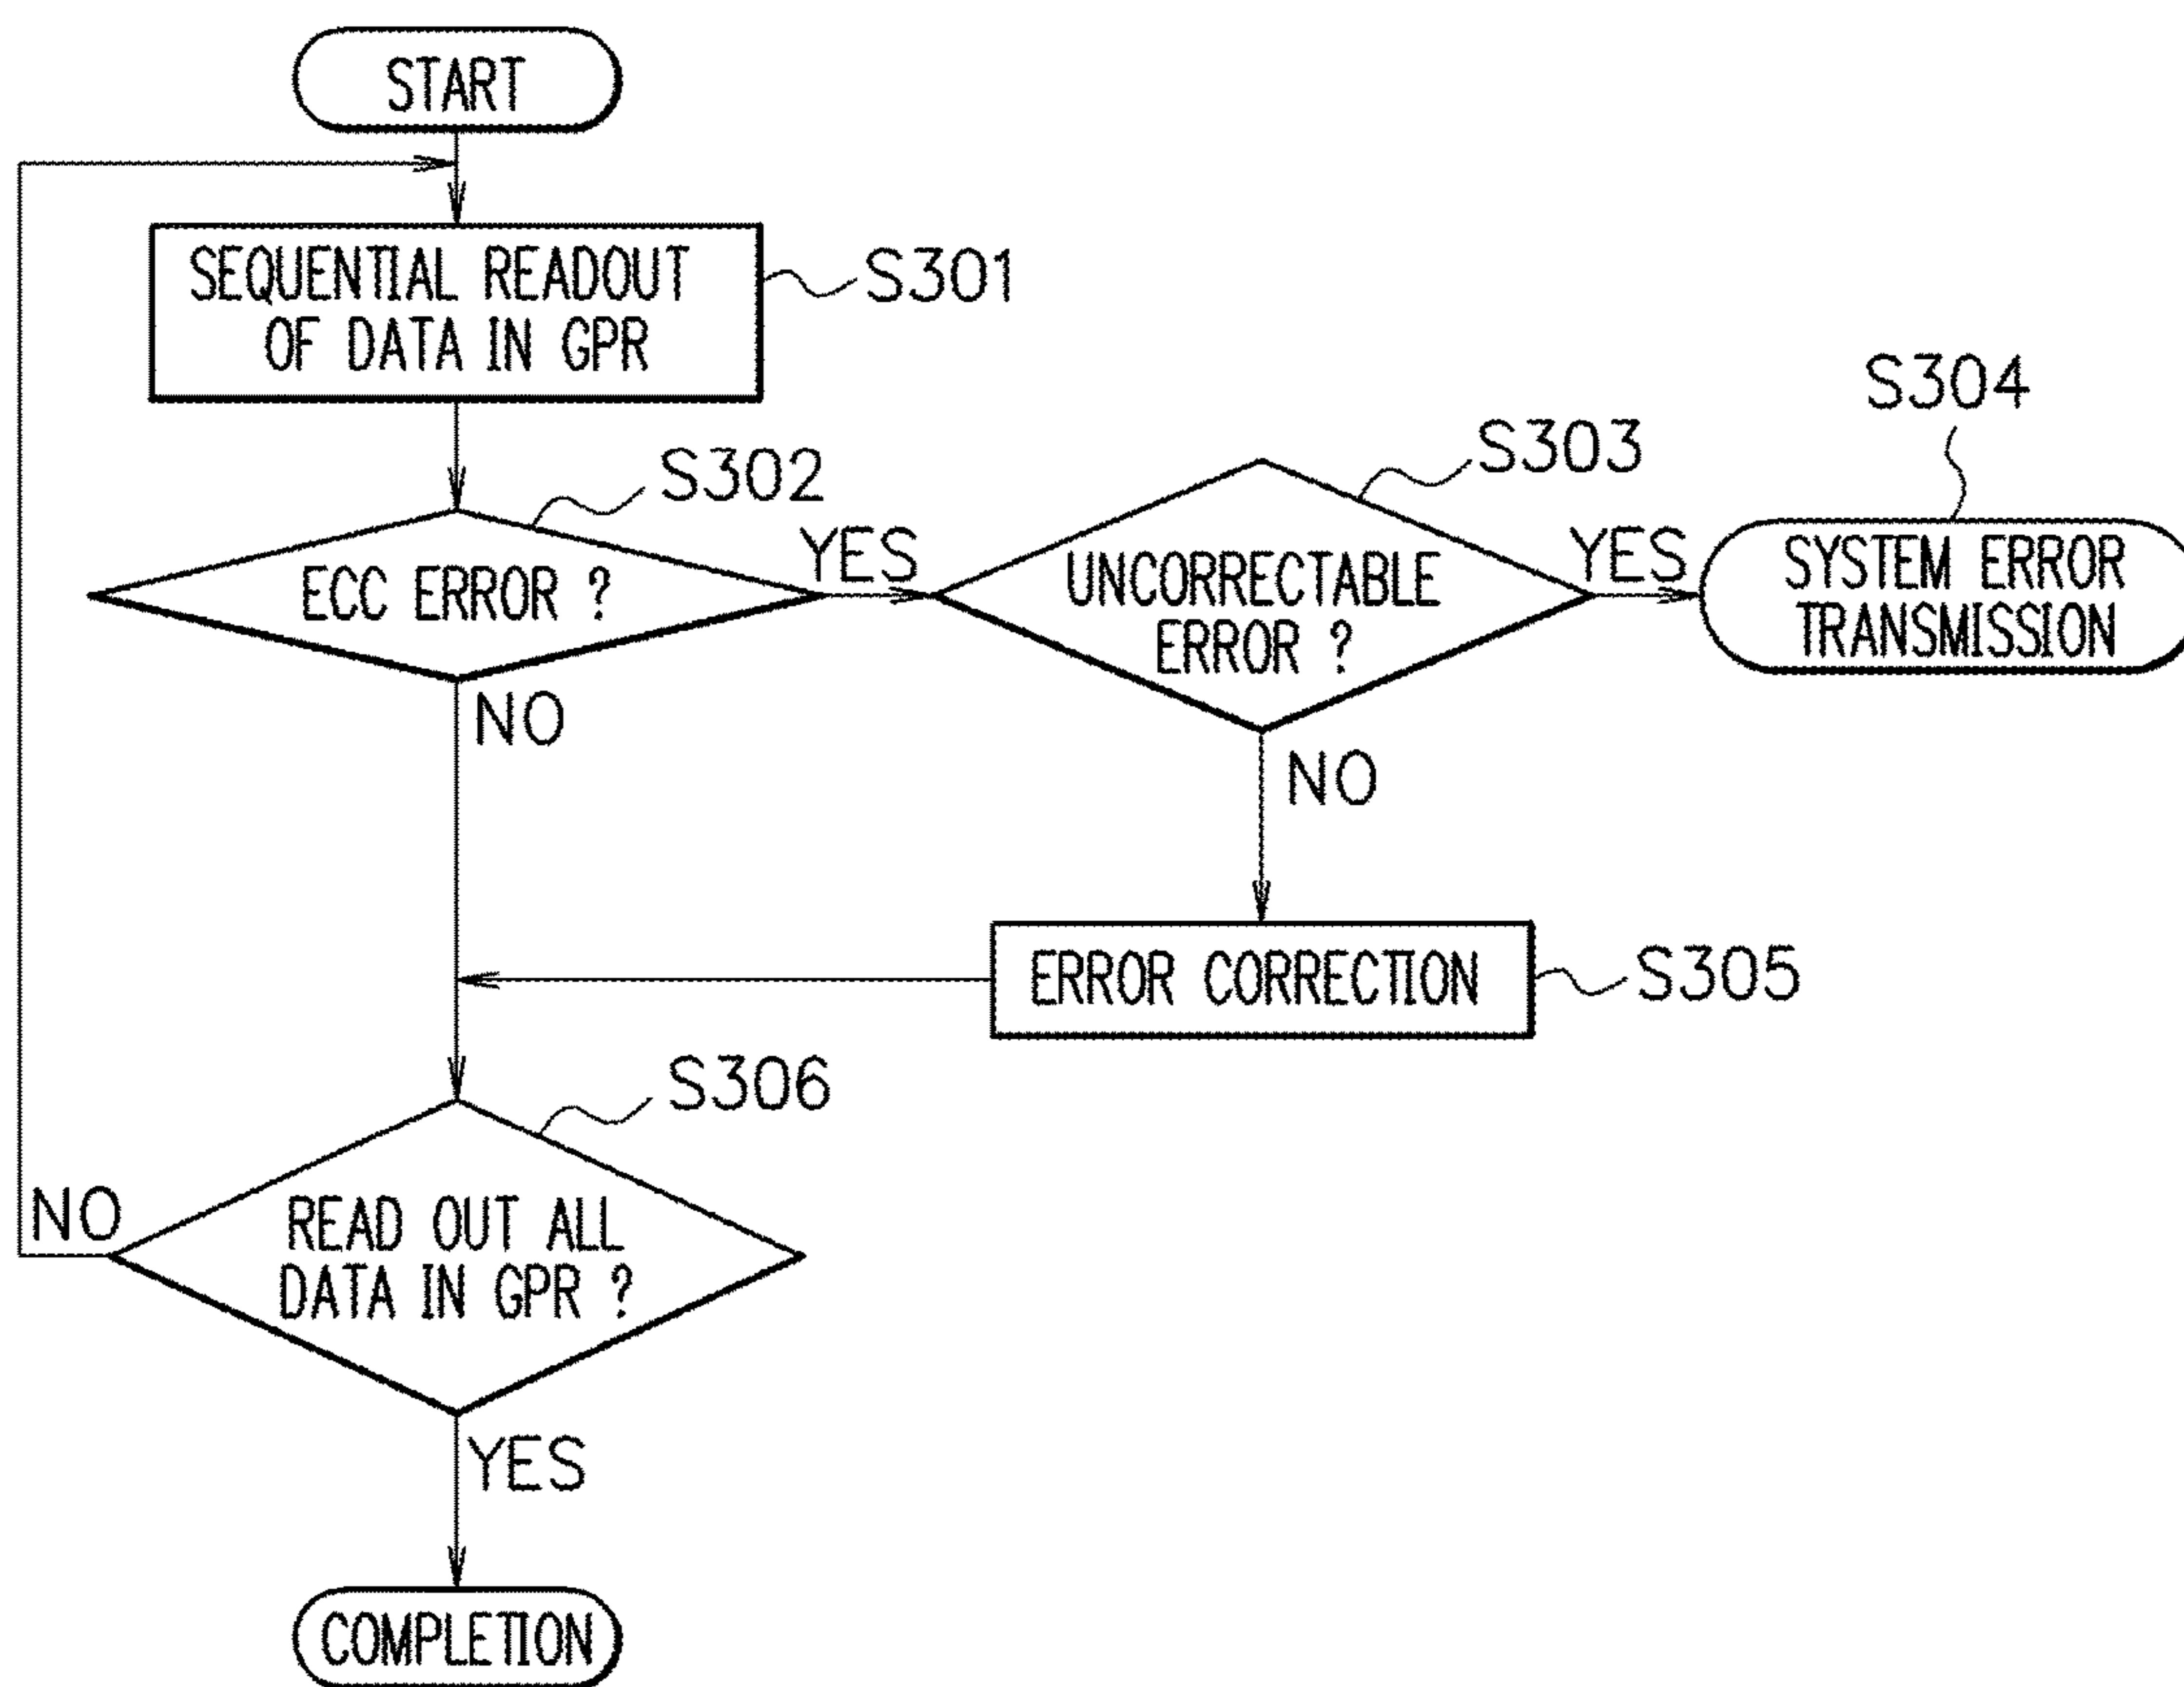 START
SEQUENTIAL READOUT
OF DATA IN GPR
S301
S302
ECC ERROR ?
YES
NO
S303
UNCORRECTABLE
ERROR ?
YES
NO
S304
SYSTEM ERROR
TRANSMISSION
ERROR CORRECTION
S305
S306
READ OUT ALL
DATA IN GPR ?
NO
YES
COMPLETION